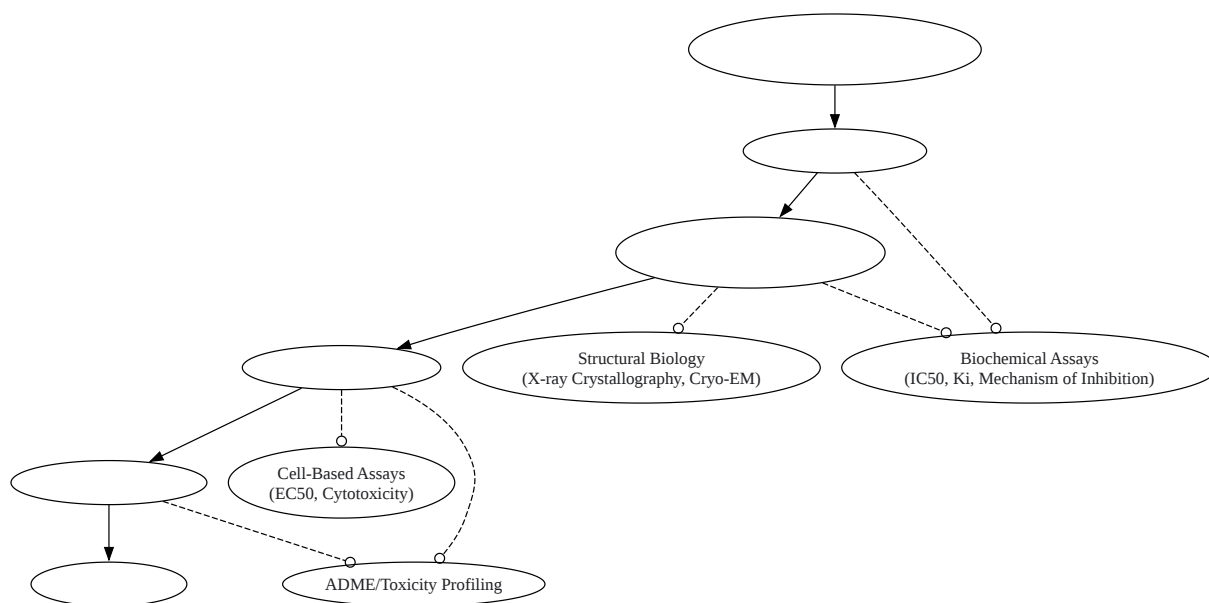 Structural Biology
(X-ray Crystallography, Cryo-EM)
Biochemical Assays
(IC50, Ki, Mechanism of Inhibition)
Cell-Based Assays
(EC50, Cytotoxicity)
ADME/Toxicity Profiling